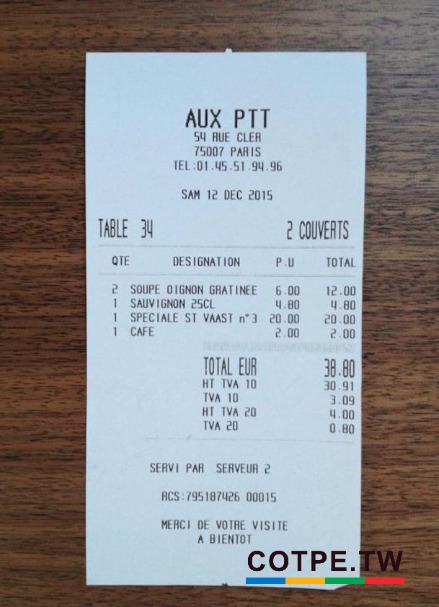 AUX PTT
54 RUE CLER
75007 PARIS
TEL:01.45.51.94.96
SAM 12 DEC 2015
TABLE 34 2 COUVERTS
QTE DESIGNATION P.U TOTAL
2 SOUPE OIGNON GRATINEE 6.00 12.00
1 SAUVIGNON 25CL 4.80 4.80
1 SPECIALE ST VAAST n°3 20.00 20.00
1 CAFE 2.00 2.00
TOTAL EUR 38.80
HT TVA 10 30.91
TVA 10 3.09
HT TVA 20 4.00
TVA 20 0.80
SERVI PAR SERVEUR 2
RCS:795187426 00015
MERCI DE VOTRE VISITE
A BIENTOT
COTPE.TW